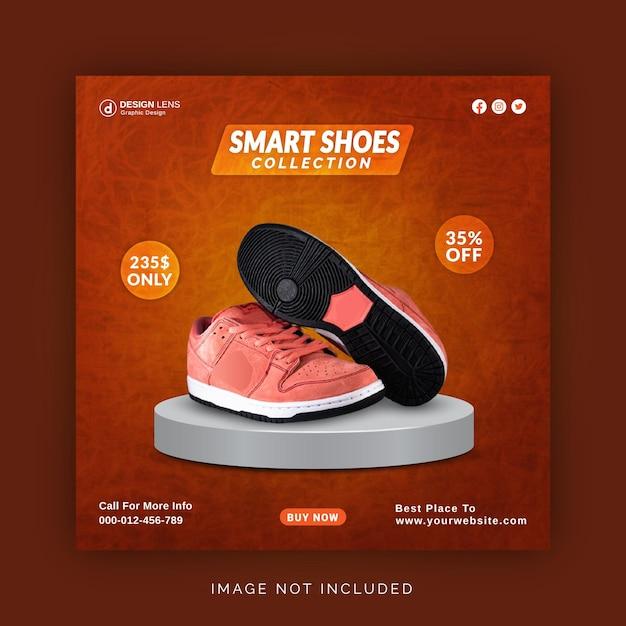 DESIGN LENS
Graphic Design
SMART SHOES
COLLECTION
235$
ONLY
35%
OFF
Call For More Info
000-012-456-789
BUY NOW
Best Place To
www.yourwebsite.com
IMAGE NOT INCLUDED